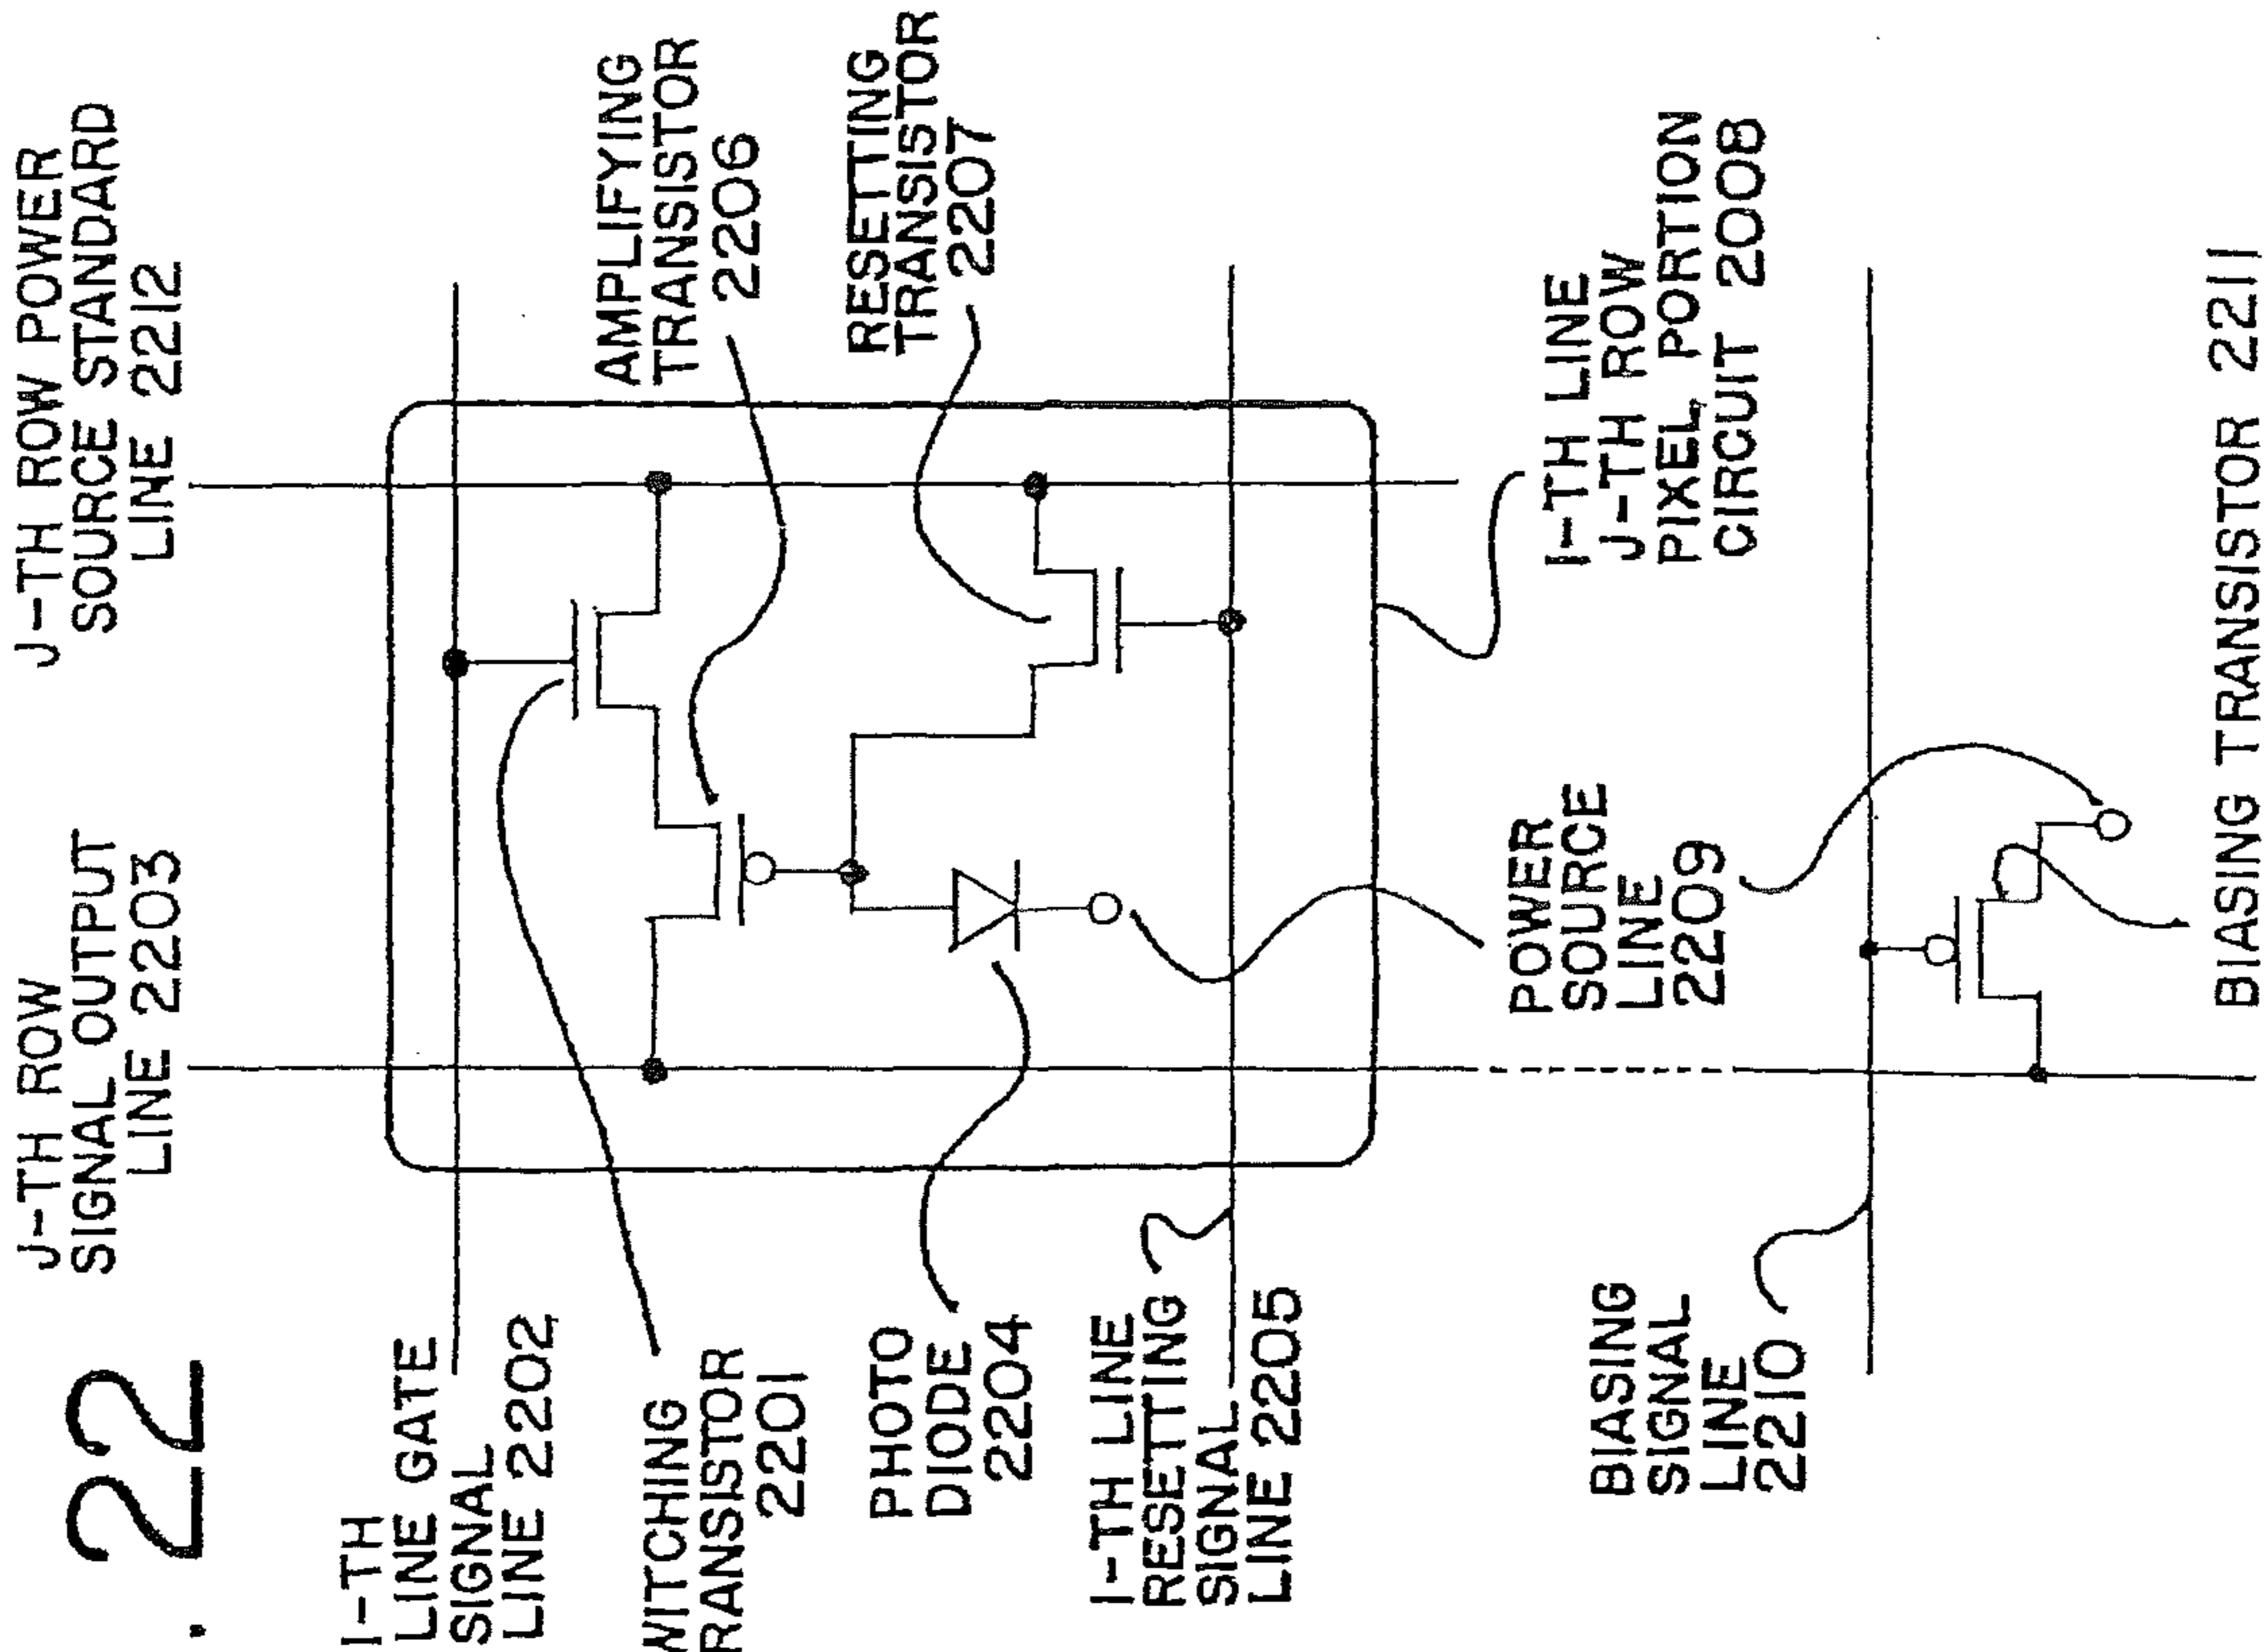 . 22
J-TH ROW
SIGNAL OUTPUT
LINE 2203
J-TH ROW POWER
SOURCE STANDARD
LINE 2212
I-TH
LINE GATE
SIGNAL
LINE 2202
AMPLIFYING
TRANSISTOR
2206
WITCHING
RANSISTOR
2201
RESETTING
TRANSISTOR
2207
PHOTO
DIODE
2204
I-TH LINE
RESETTING
SIGNAL
LINE 2205
POWER
SOURCE
LINE
2209
I-TH LINE
J-TH ROW
PIXEL PORTION
CIRCUIT 2008
BIASING
SIGNAL
LINE
2210
BIASING TRANSISTOR 2211